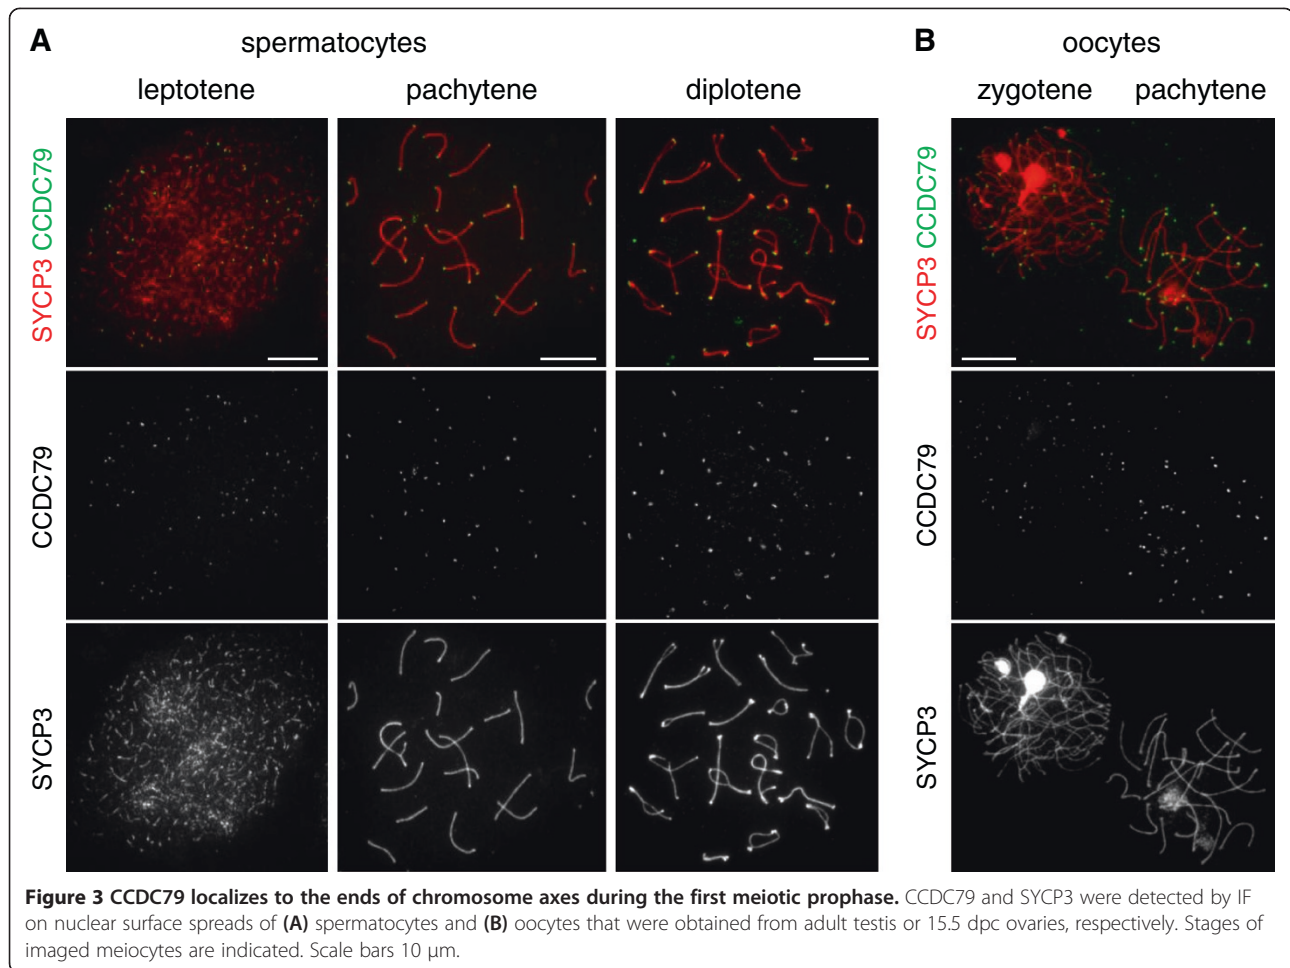 A
spermatocytes
B
oocytes
leptotene
pachytene
diplotene
zygotene
pachytene
SYCP3 CCDC79
SYCP3 CCDC79
CCDC79
CCDC79
SYCP3
SYCP3
Figure 3 CCDC79 localizes to the ends of chromosome axes during the first meiotic prophase. CCDC79 and SYCP3 were detected by IF
on nuclear surface spreads of (A) spermatocytes and (B) oocytes that were obtained from adult testis or 15.5 dpc ovaries, respectively. Stages of
imaged meiocytes are indicated. Scale bars 10 μm.